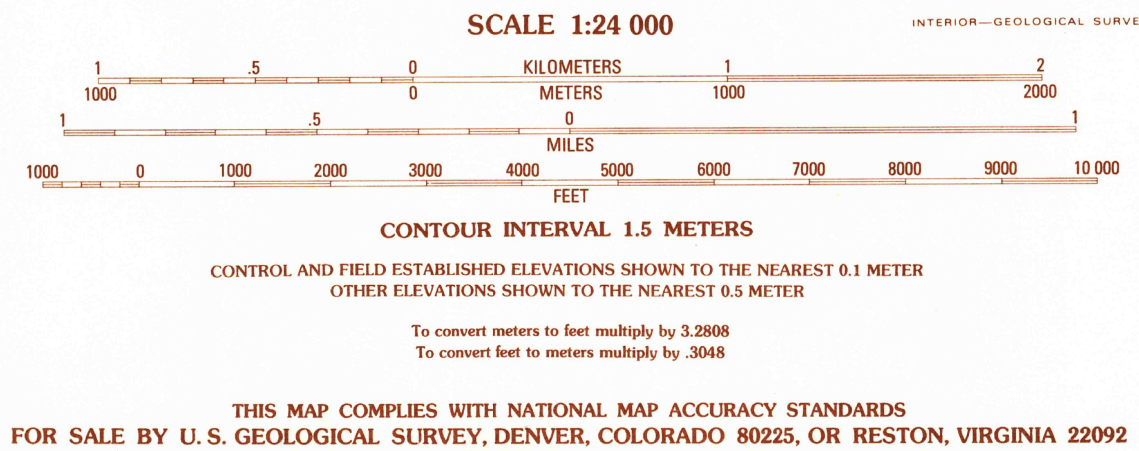 SCALE 1:24 000
INTERIOR—GEOLOGICAL SURVE
1 .5 0 KILOMETERS 1 2
1000 0 METERS 1000 2000
1 .5 0 1
MILES
1000 0 1000 2000 3000 4000 5000 6000 7000 8000 9000 10 000
FEET
CONTOUR INTERVAL 1.5 METERS
CONTROL AND FIELD ESTABLISHED ELEVATIONS SHOWN TO THE NEAREST 0.1 METER
OTHER ELEVATIONS SHOWN TO THE NEAREST 0.5 METER
To convert meters to feet multiply by 3.2808
To convert feet to meters multiply by .3048
THIS MAP COMPLIES WITH NATIONAL MAP ACCURACY STANDARDS
FOR SALE BY U. S. GEOLOGICAL SURVEY, DENVER, COLORADO 80225, OR RESTON, VIRGINIA 22092